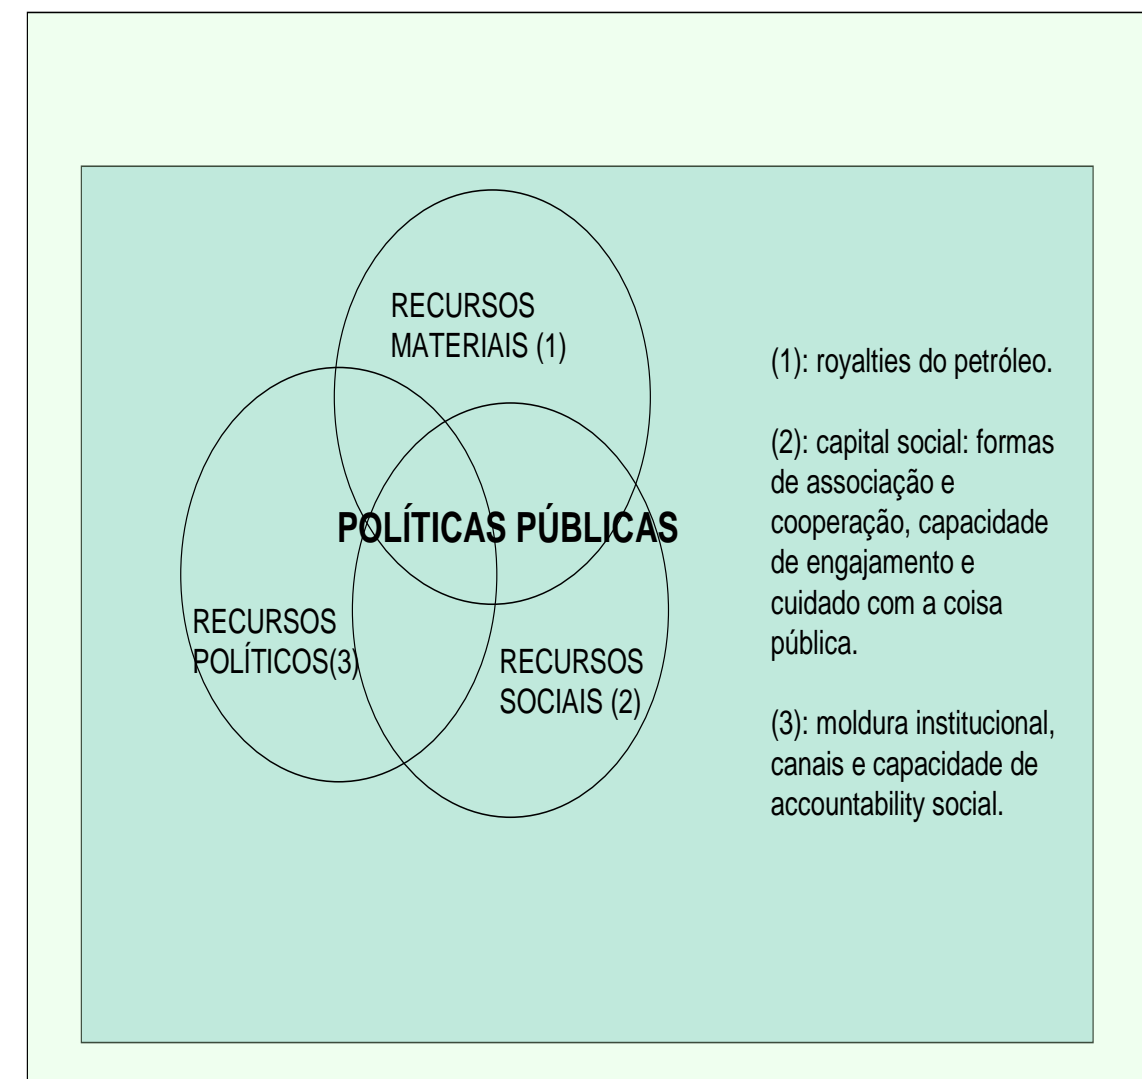 RECURSOS
MATERIAIS (1)
POLÍTICAS PÚBLICAS
RECURSOS
POLÍTICOS(3)
RECURSOS
SOCIAIS (2)
(1): royalties do petróleo.
(2): capital social: formas
de associação e
cooperação, capacidade
de engajamento e
cuidado com a coisa
pública.
(3): moldura institucional,
canais e capacidade de
accountability social.